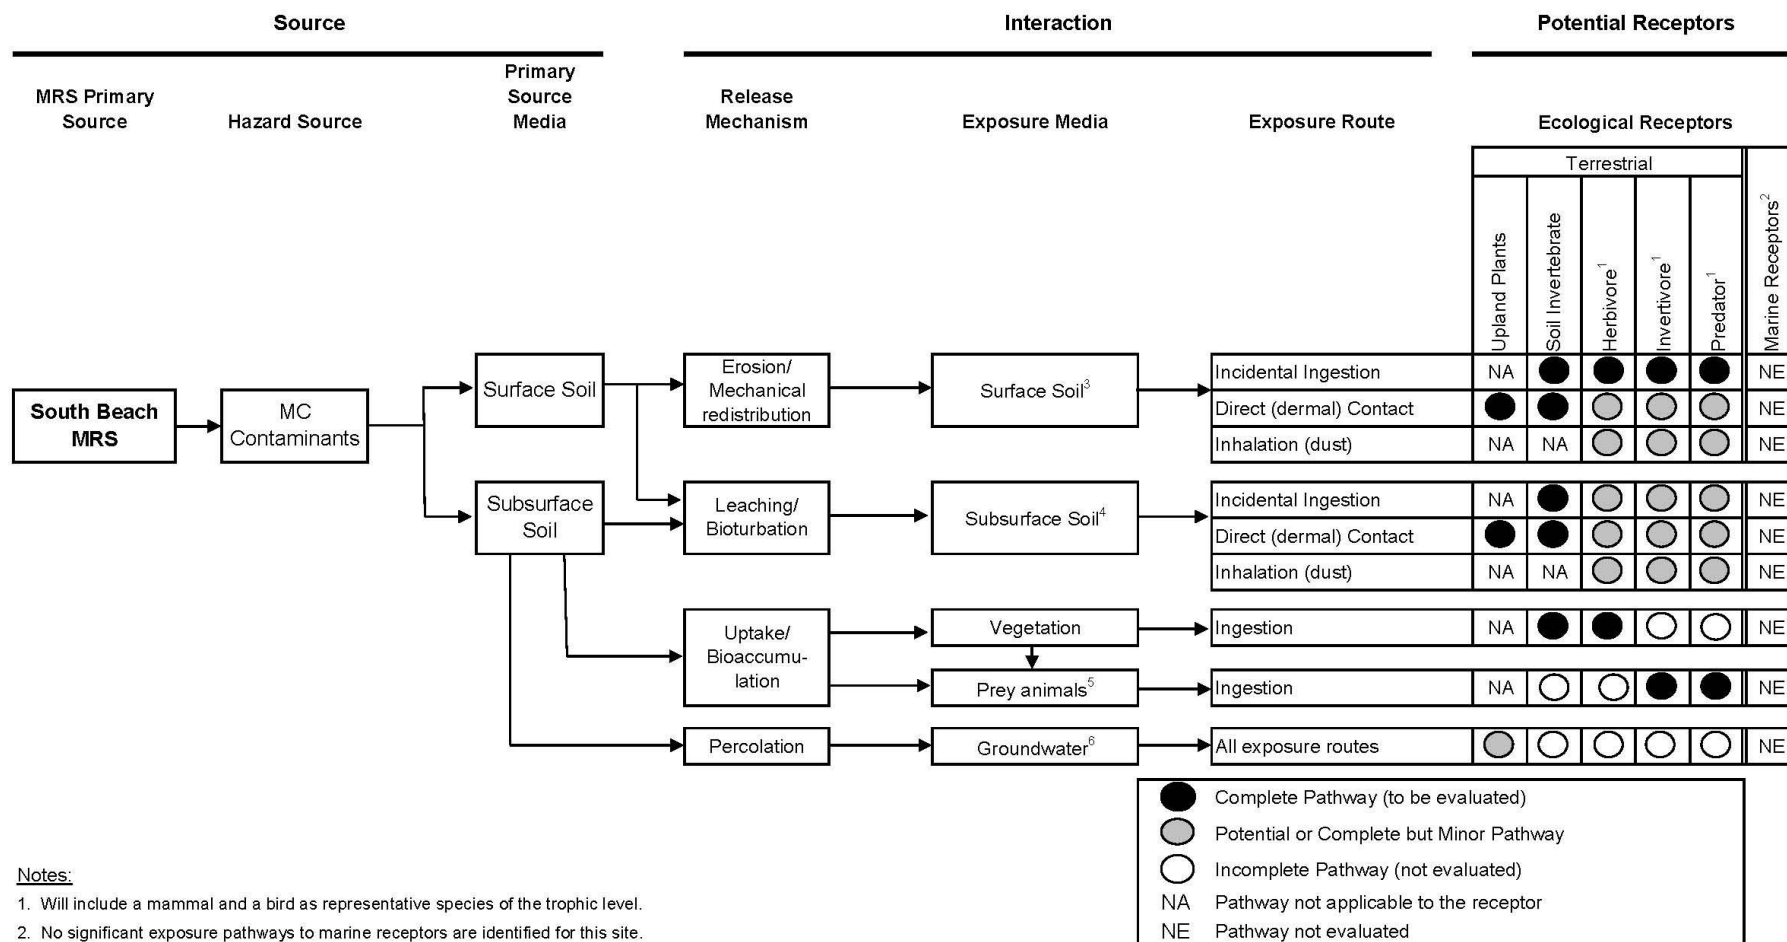 Source
Interaction
Potential Receptors
MRS Primary
Source
Hazard Source
Primary
Source
Media
Release
Mechanism
Exposure Media
Exposure Route
Ecological Receptors
Terrestrial
Upland Plants
Soil Invertebrate
Herbivore¹
Invertivore¹
Predator¹
Marine Receptors²
South Beach
MRS
MC
Contaminants
Surface Soil
Erosion/
Mechanical
redistribution
Surface Soil³
Incidental Ingestion NA NE
Direct (dermal) Contact NE
Inhalation (dust) NA NA NE
Subsurface
Soil
Leaching/
Bioturbation
Subsurface Soil⁴
Incidental Ingestion NA NE
Direct (dermal) Contact NE
Inhalation (dust) NA NA NE
Uptake/
Bioaccumu-
lation
Vegetation
Ingestion NA NE
Prey animals⁵
Ingestion NA NE
Percolation
Groundwater⁶
All exposure routes NE
Complete Pathway (to be evaluated)
Potential or Complete but Minor Pathway
Incomplete Pathway (not evaluated)
NA Pathway not applicable to the receptor
NE Pathway not evaluated
Notes:
1. Will include a mammal and a bird as representative species of the trophic level.
2. No significant exposure pathways to marine receptors are identified for this site.